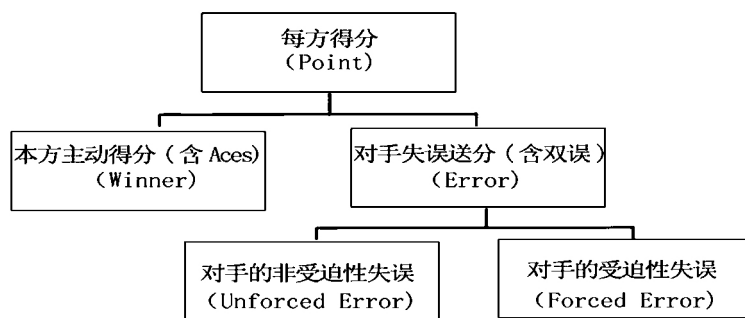 每方得分
(Point)
本方主动得分(含 Aces)
(Winner)
对手失误送分(含双误)
(Error)
对手的非受迫性失误
(Unforced Error)
对手的受迫性失误
(Forced Error)